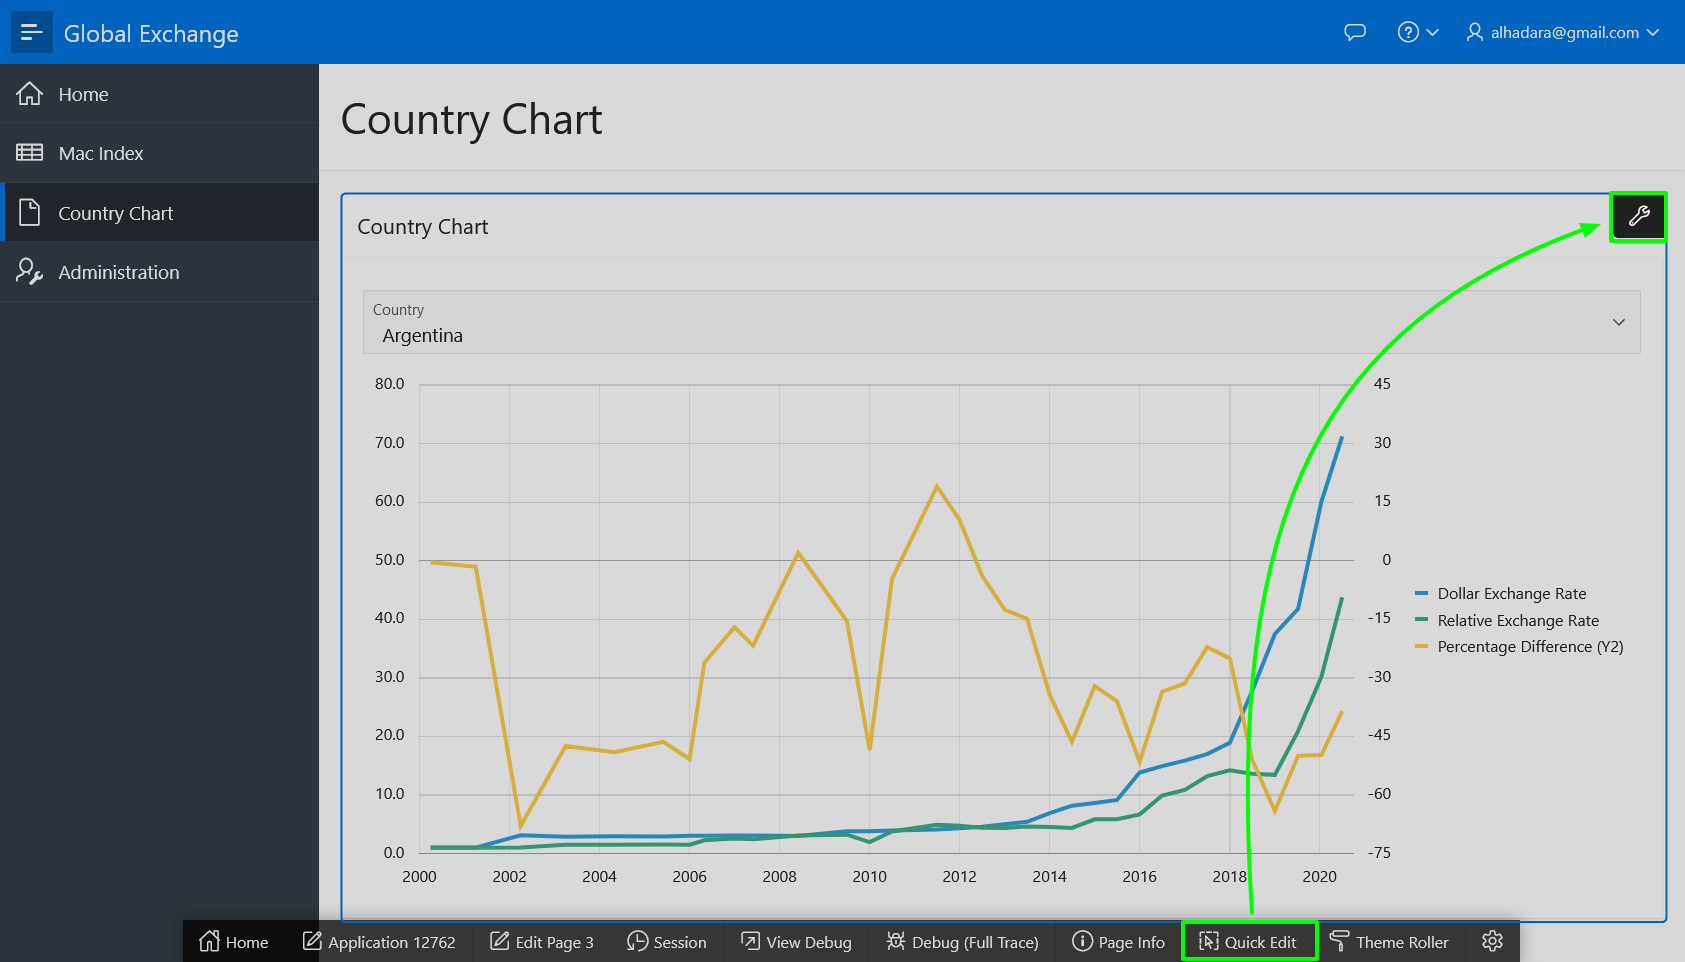 Global Exchange
alhadara@gmail.com
Home
Mac Index
Country Chart
Administration
Country Chart
Country Chart
Country
Argentina
80.0 45
70.0 30
60.0 15
50.0 0
40.0 -15
30.0 -30
20.0 -45
10.0 -60
0.0 -75
2000 2002 2004 2006 2008 2010 2012 2014 2016 2018 2020
Dollar Exchange Rate
Relative Exchange Rate
Percentage Difference (Y2)
Home Application 12762 Edit Page 3 Session View Debug Debug (Full Trace) Page Info Quick Edit Theme Roller